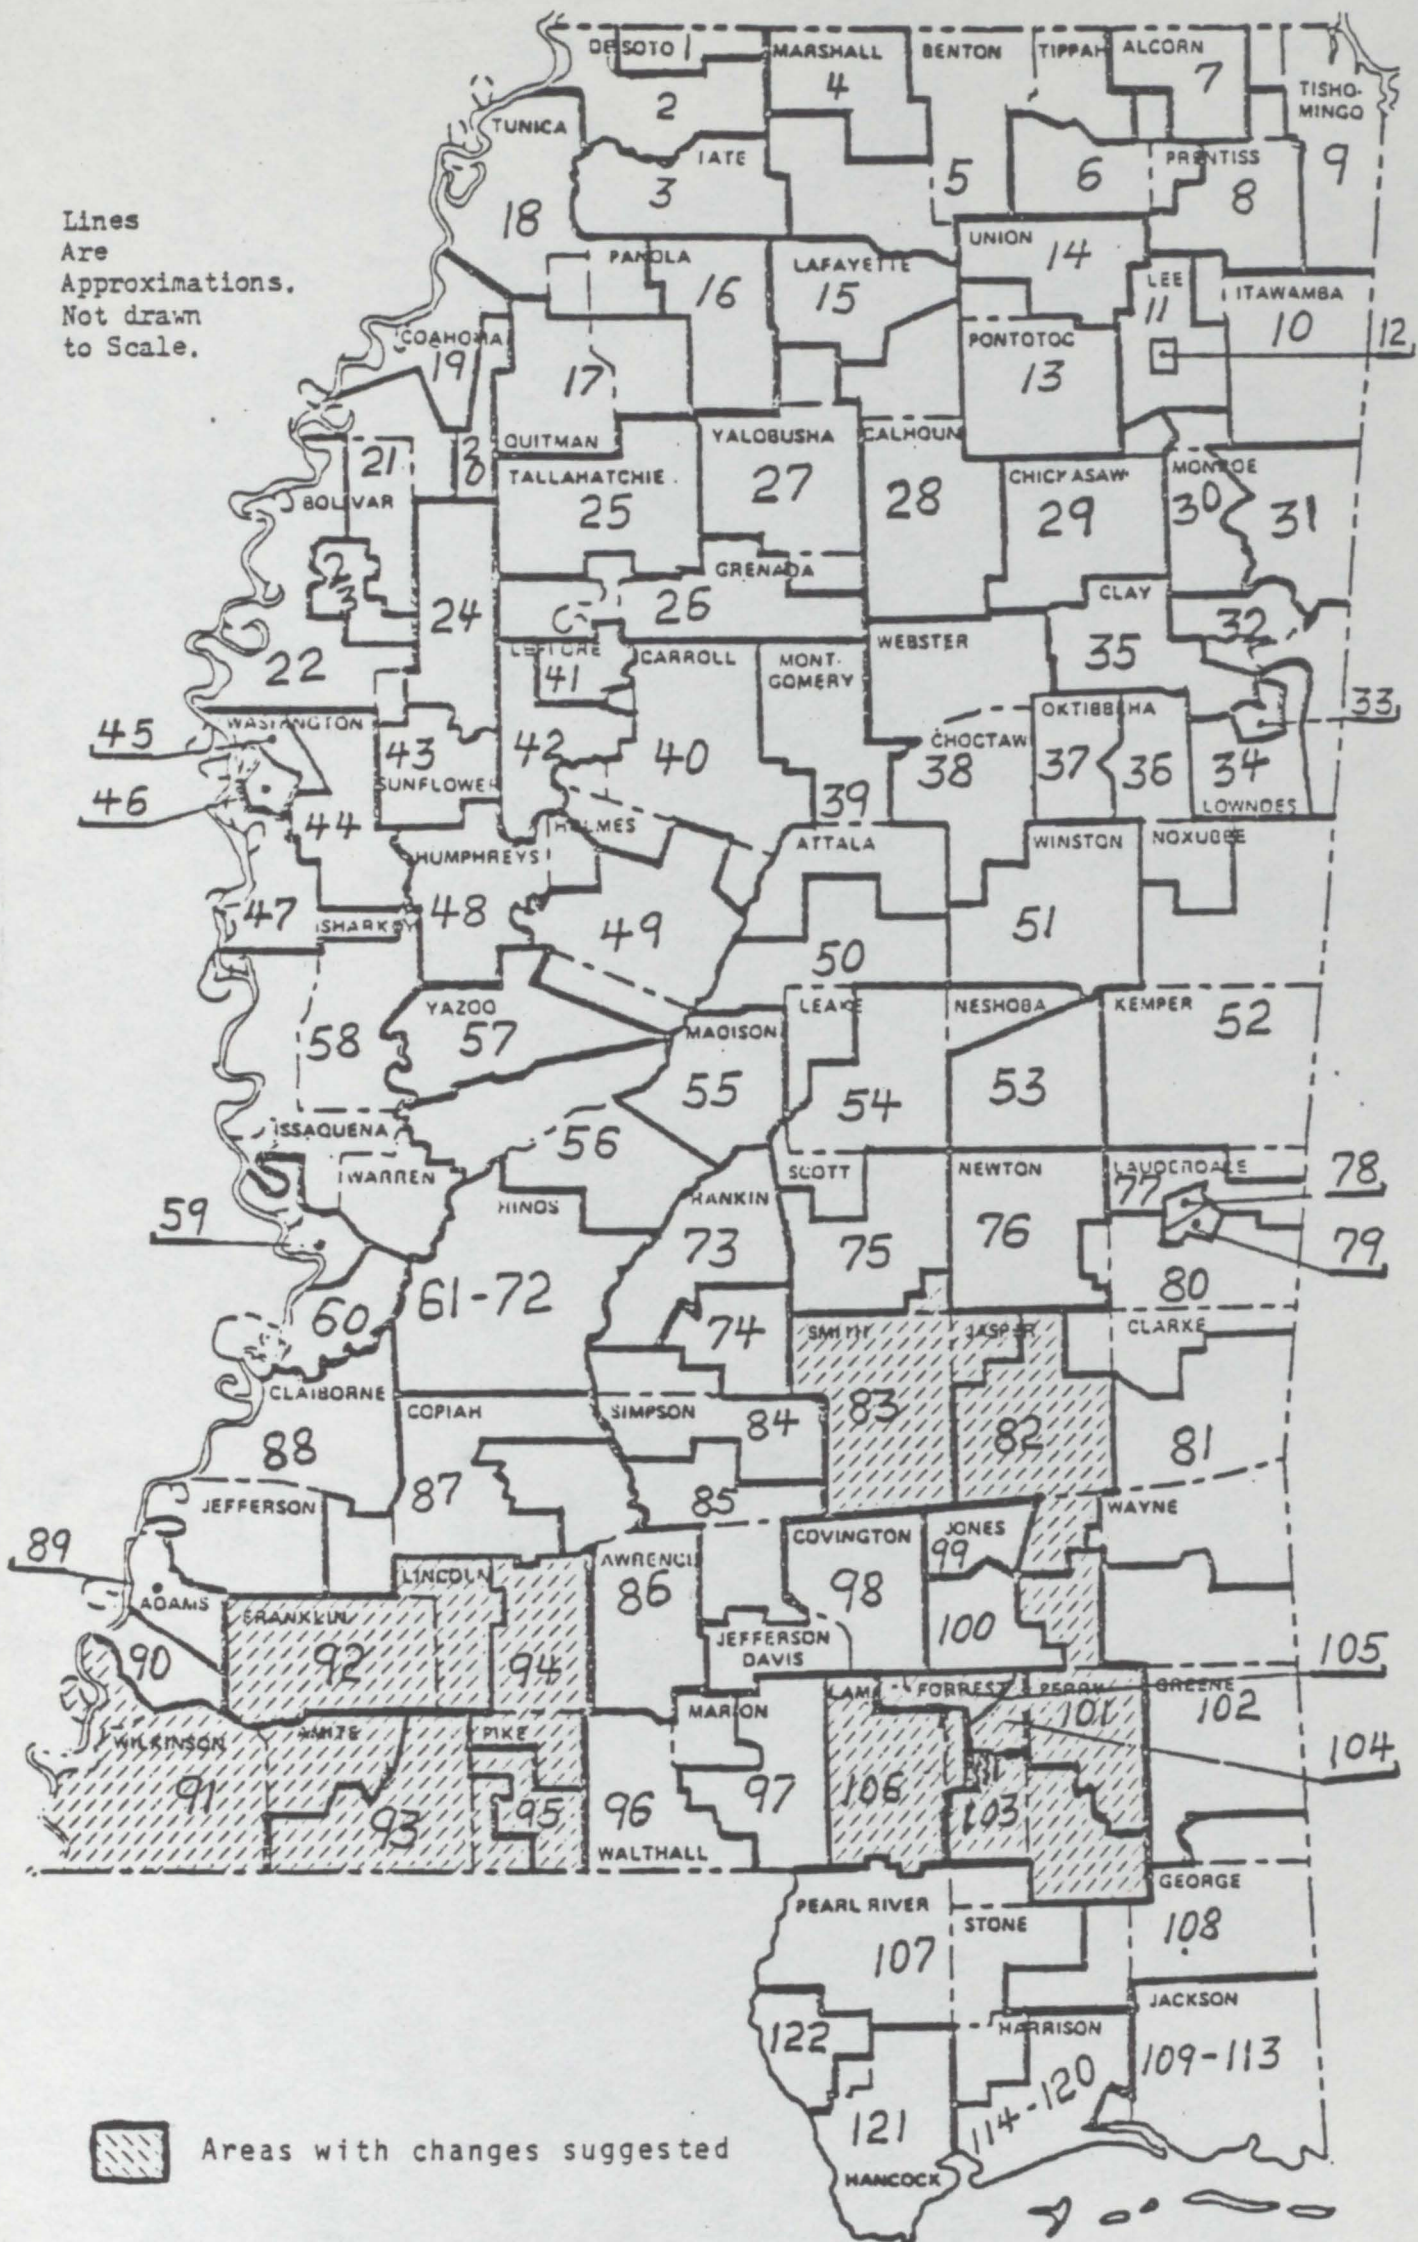 Lines
Are
Approximations.
Not drawn
to Scale.
DESOTO 1
2
MARSHALL
4
BENTON
5
TIPPAH
6
ALCORN
7
TISHO-
MINGO
9
TUNICA
18
TATE
3
PRENTISS
8
UNION
14
PANOLA
16
LAFAYETTE
15
LEE
11
ITAWAMBA
10
12
COAHOMA
19
17
QUITMAN
PONTOTOC
13
20
21
BOLIVAR
23
22
24
TALLAHATCHIE
25
YALOBUSHA
27
CALHOUN
28
CHICKASAW
29
MONROE
30
31
GRENADA
26
CLAY
35
32
33
LEFLORE
41
42
CARROLL
40
MONT-
GOMERY
39
WEBSTER
CHOCTAW
38
OKTIBBEHA
37
36
34
LOWNDES
WASHINGTON
45
46
44
43
SUNFLOWER
47
HUMPHREYS
48
SHARKEY
HOLMES
49
ATTALA
50
WINSTON
51
NOXUBEE
58
YAZOO
57
MADISON
55
LEAKE
54
NESHOBA
53
KEMPER
52
ISSAQUENA
56
WARREN
59
60
HINDS
61-72
RANKIN
73
74
SCOTT
75
NEWTON
76
LAUDERDALE
77
78
79
80
SMITH
83
JASPER
82
CLARKE
81
CLAIBORNE
88
COPIAH
87
SIMPSON
84
85
JEFFERSON
89
ADAMS
90
LINCOLN
FRANKLIN
92
94
LAWRENCE
86
COVINGTON
98
JONES
99
100
WAYNE
JEFFERSON
DAVIS
105
WILKINSON
91
AMITE
93
PIKE
95
96
WALTHALL
MARION
97
LAMAR
106
FORREST
103
PERRY
101
GREENE
102
104
PEARL RIVER
107
STONE
GEORGE
108
122
HARRISON
114-120
JACKSON
109-113
121
HANCOCK
Areas with changes suggested